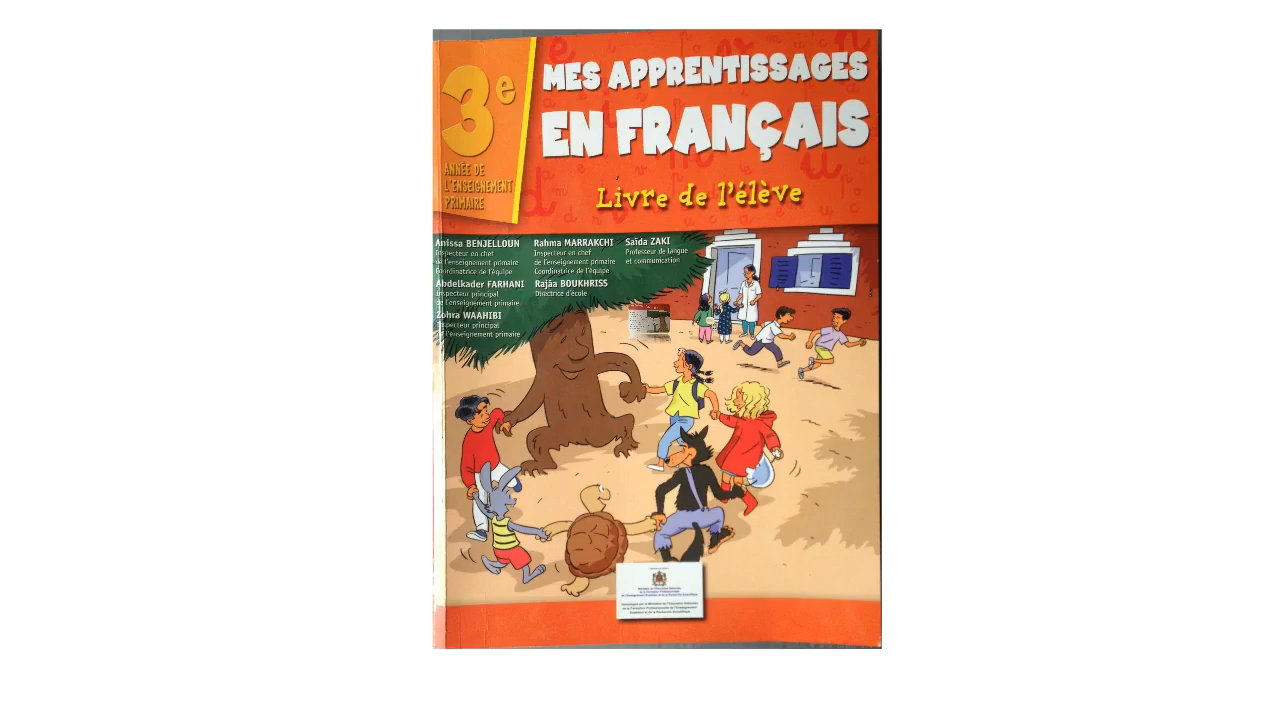 3e
ANNÉE DE
L'ENSEIGNEMENT
PRIMAIRE
MES APPRENTISSAGES
EN FRANÇAIS
Livre de l'élève
Anissa BENJELLOUN
Inspecteur en chef
de l'enseignement primaire
Coordinatrice de l'équipe
Abdelkader FARHANI
Inspecteur principal
de l'enseignement primaire
Zohra WAAHIBI
Inspecteur principal
de l'enseignement primaire
Rahma MARRAKCHI
Inspecteur en chef
de l'enseignement primaire
Coordinatrice de l'équipe
Rajâa BOUKHRISS
Directrice d'école
Saïda ZAKI
Professeur de langue
et communication